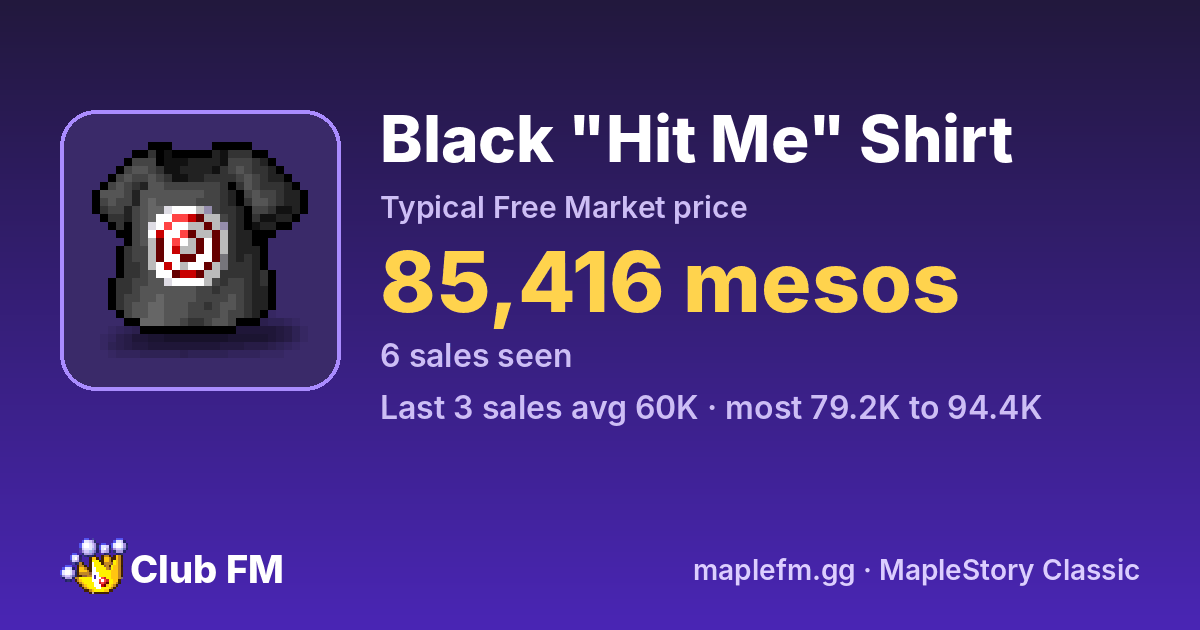 Black "Hit Me" Shirt
Typical Free Market price
85,416 mesos
6 sales seen
Last 3 sales avg 60K · most 79.2K to 94.4K
Club FM
maplefm.gg · MapleStory Classic